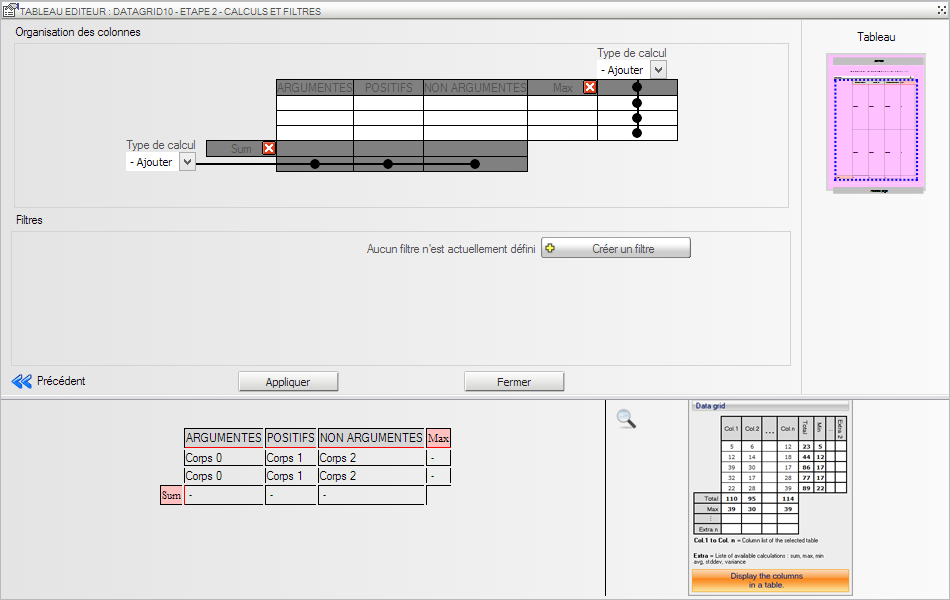 TABLEAU EDITEUR : DATAGRID10 - ETAPE 2 - CALCULS ET FILTRES
Organisation des colonnes
Tableau
Type de calcul
- Ajouter
ARGUMENTES POSITIFS NON ARGUMENTES Max
Type de calcul
- Ajouter
Sum
Filtres
Aucun filtre n'est actuellement défini
Créer un filtre
Précédent
Appliquer
Fermer
ARGUMENTES POSITIFS NON ARGUMENTES Max
Corps 0 Corps 1 Corps 2 -
Corps 0 Corps 1 Corps 2 -
Sum - - -
Data grid
Col.1 Col.2 ... Col.n Total Min ... Extra 2
5 6 12 23 5
12 14 18 44 12
39 30 17 86 17
32 17 28 77 17
22 28 39 89 22
Total 110 95 114
Max 39 30 39
:
Extra n
Col.1 to Col. n = Column list of the selected table
Extra = Liste of available calculations : sum, max, min
avg, stddev, variance
Display the columns
in a table.